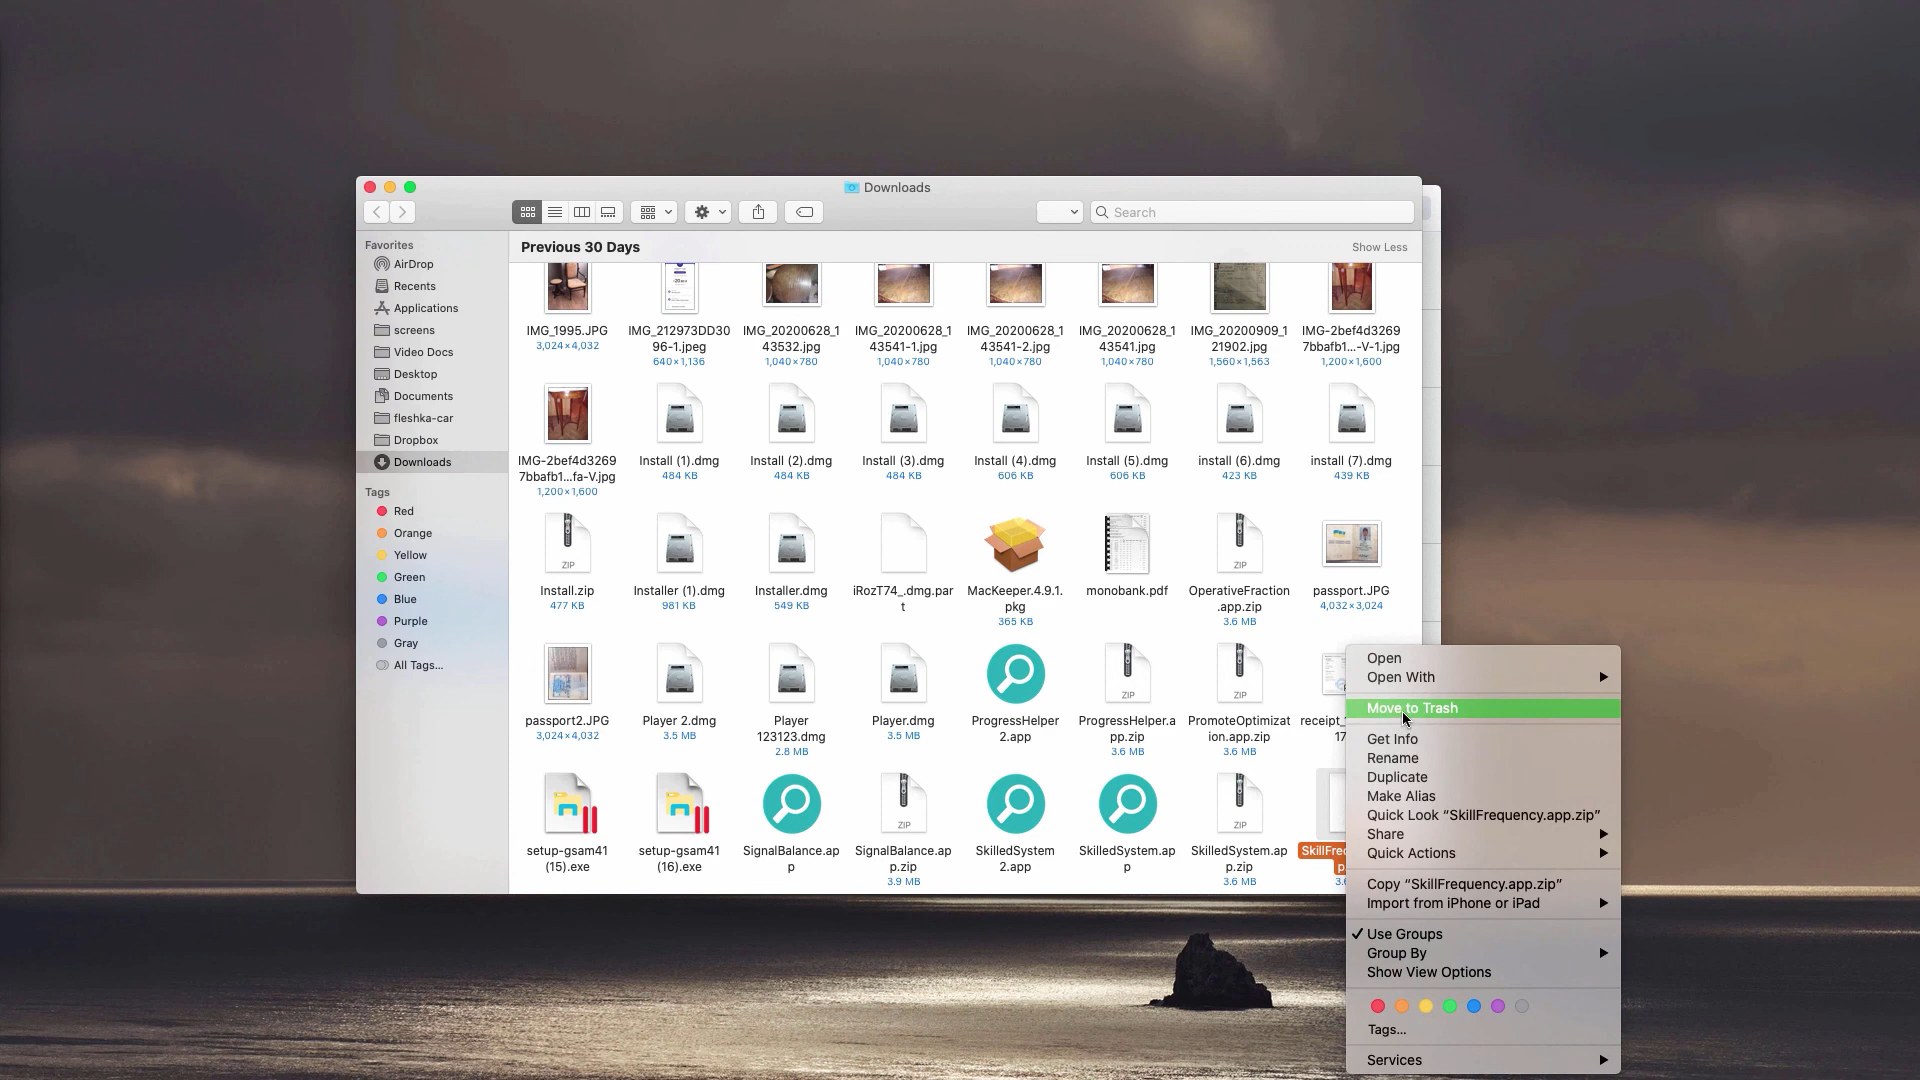 Downloads
Search
Favorites
AirDrop
Recents
Applications
screens
Video Docs
Desktop
Documents
fleshka-car
Dropbox
Downloads
Tags
Red
Orange
Yellow
Green
Blue
Purple
Gray
All Tags...
Previous 30 Days
Show Less
IMG_1995.JPG
3,024×4,032
IMG_212973DD30
96-1.jpeg
640×1,136
IMG_20200628_1
43532.jpg
1,040×780
IMG_20200628_1
43541-1.jpg
1,040×780
IMG_20200628_1
43541-2.jpg
1,040×780
IMG_20200628_1
43541.jpg
1,040×780
IMG_20200909_1
21902.jpg
1,560×1,563
IMG-2bef4d3269
7bbafb1...-V-1.jpg
1,200×1,600
IMG-2bef4d3269
7bbafb1...fa-V.jpg
1,200×1,600
Install (1).dmg
484 KB
Install (2).dmg
484 KB
Install (3).dmg
484 KB
Install (4).dmg
606 KB
Install (5).dmg
606 KB
install (6).dmg
423 KB
install (7).dmg
439 KB
ZIP
Install.zip
477 KB
Installer (1).dmg
981 KB
Installer.dmg
549 KB
iRozT74_.dmg.par
t
MacKeeper.4.9.1.
pkg
365 KB
monobank.pdf
ZIP
OperativeFraction
.app.zip
3.6 MB
passport.JPG
4,032×3,024
passport2.JPG
3,024×4,032
Player 2.dmg
3.5 MB
Player
123123.dmg
2.8 MB
Player.dmg
3.5 MB
ProgressHelper
2.app
ZIP
ProgressHelper.a
pp.zip
3.6 MB
ZIP
PromoteOptimizat
ion.app.zip
3.6 MB
receipt_
17
setup-gsam41
(15).exe
setup-gsam41
(16).exe
SignalBalance.ap
p
ZIP
SignalBalance.ap
p.zip
3.9 MB
SkilledSystem
2.app
SkilledSystem.ap
p
ZIP
SkilledSystem.ap
p.zip
3.6 MB
SkillFre
p
3.
Open
Open With
Move to Trash
Get Info
Rename
Duplicate
Make Alias
Quick Look “SkillFrequency.app.zip”
Share
Quick Actions
Copy “SkillFrequency.app.zip”
Import from iPhone or iPad
Use Groups
Group By
Show View Options
Tags...
Services